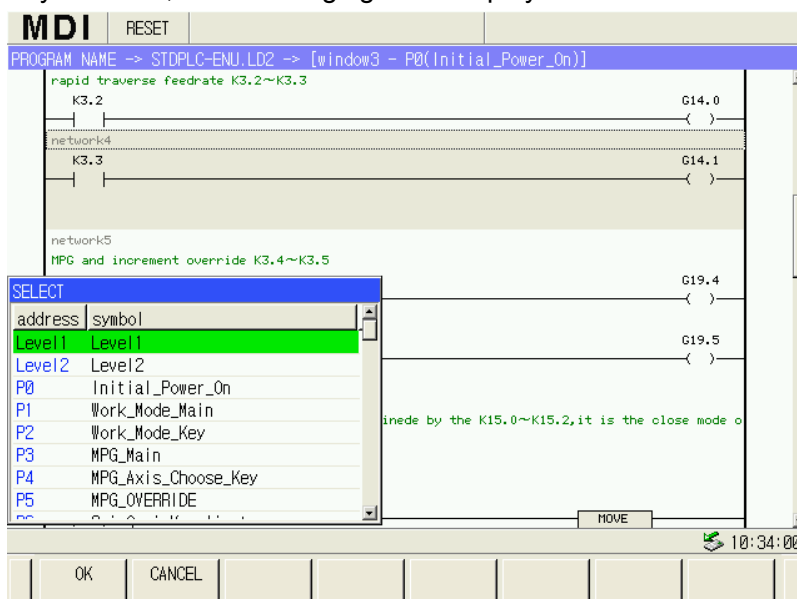 MDI RESET
PROGRAM NAME -> STDPLC-ENU.LD2 -> [window3 - P0(Initial_Power_On)]
rapid traverse feedrate K3.2~K3.3
K3.2 G14.0
network4
K3.3 G14.1
network5
MPG and increment override K3.4~K3.5
G19.4
SELECT
address symbol
Level1 Level1
G19.5
Level2 Level2
P0 Initial_Power_On
P1 Work_Mode_Main
inede by the K15.0~K15.2,it is the close mode o
P2 Work_Mode_Key
P3 MPG_Main
P4 MPG_Axis_Choose_Key
P5 MPG_OVERRIDE
MOVE
10:34:00
OK CANCEL